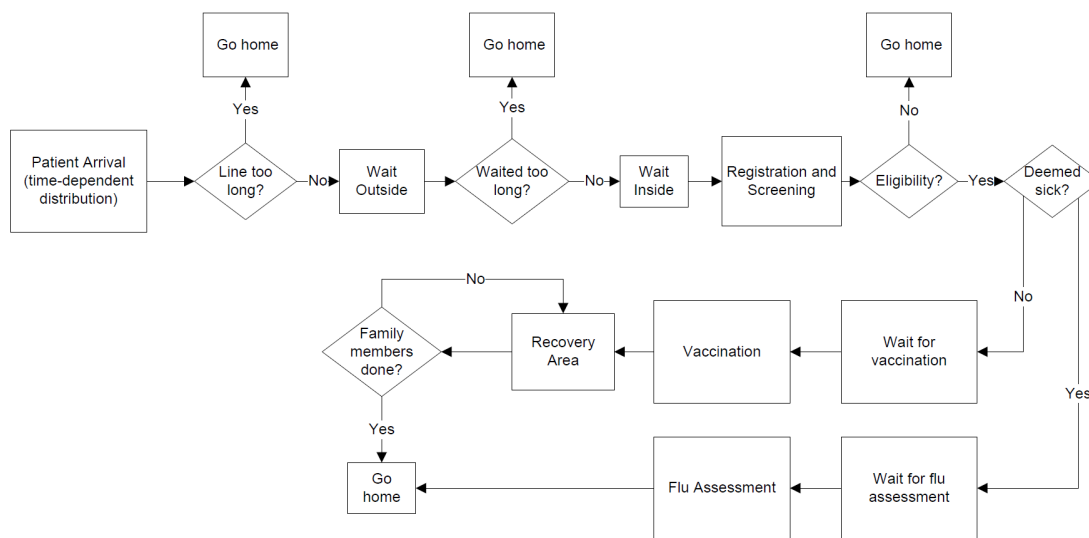 Go home
Go home
Go home
Yes
Yes
No
Patient Arrival
(time-dependent
distribution)
Line too
long?
No
Wait
Outside
Waited too
long?
No
Wait
Inside
Registration and
Screening
Eligibility?
Yes
Deemed
sick?
No
No
Family
members
done?
Recovery
Area
Vaccination
Wait for
vaccination
Yes
Yes
Go
home
Flu Assessment
Wait for flu
assessment